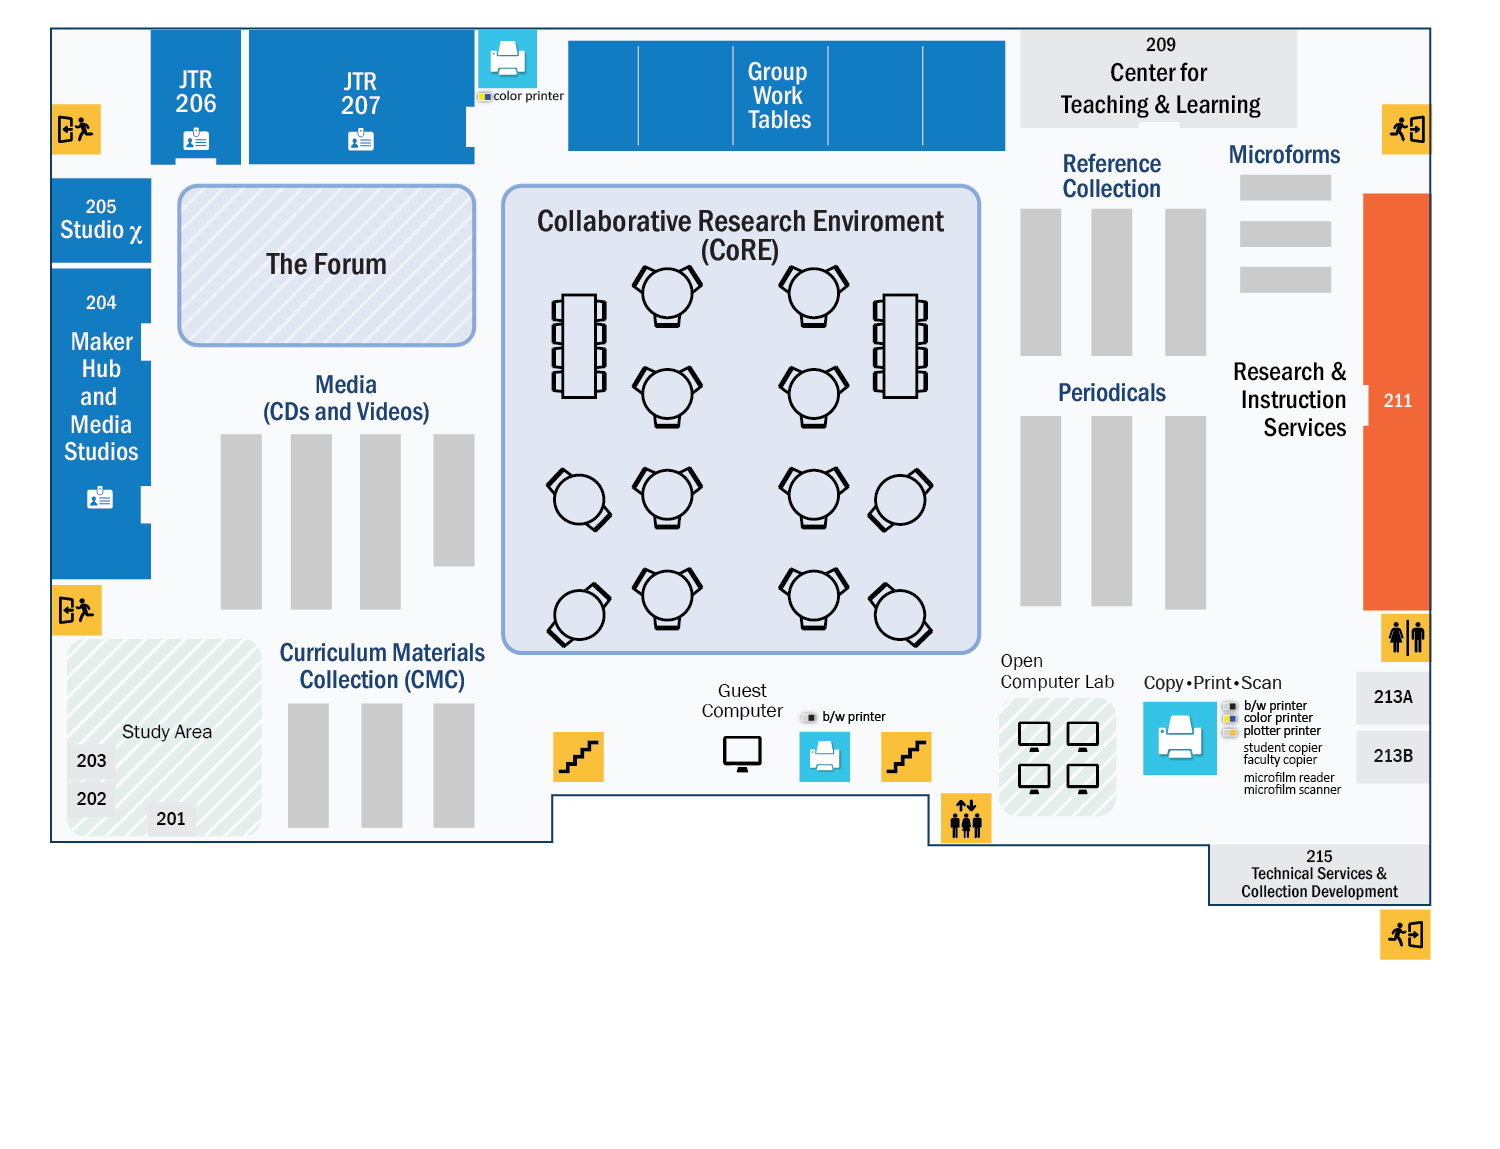 JTR
206
JTR
207
color printer
Group
Work
Tables
209
Center for
Teaching & Learning
205
Studio χ
The Forum
Collaborative Research Enviroment
(CoRE)
Reference
Collection
Microforms
204
Maker
Hub
and
Media
Studios
Media
(CDs and Videos)
Periodicals
Research &
Instruction
Services
211
Curriculum Materials
Collection (CMC)
Study Area
203
202
201
Guest
Computer
b/w printer
Open
Computer Lab
Copy•Print•Scan
b/w printer
color printer
plotter printer
student copier
faculty copier
microfilm reader
microfilm scanner
213A
213B
215
Technical Services &
Collection Development